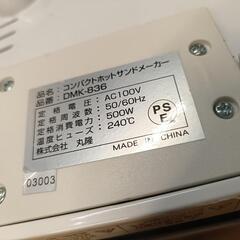 品名：コンパクトホットサンドメーカー
品番：DMK-836
定格電圧：AC100V
定格周波数：50/60Hz
定格消費電力：500W
温度ヒューズ：240℃
株式会社 丸隆
PS
E
MADE IN CHINA
03003